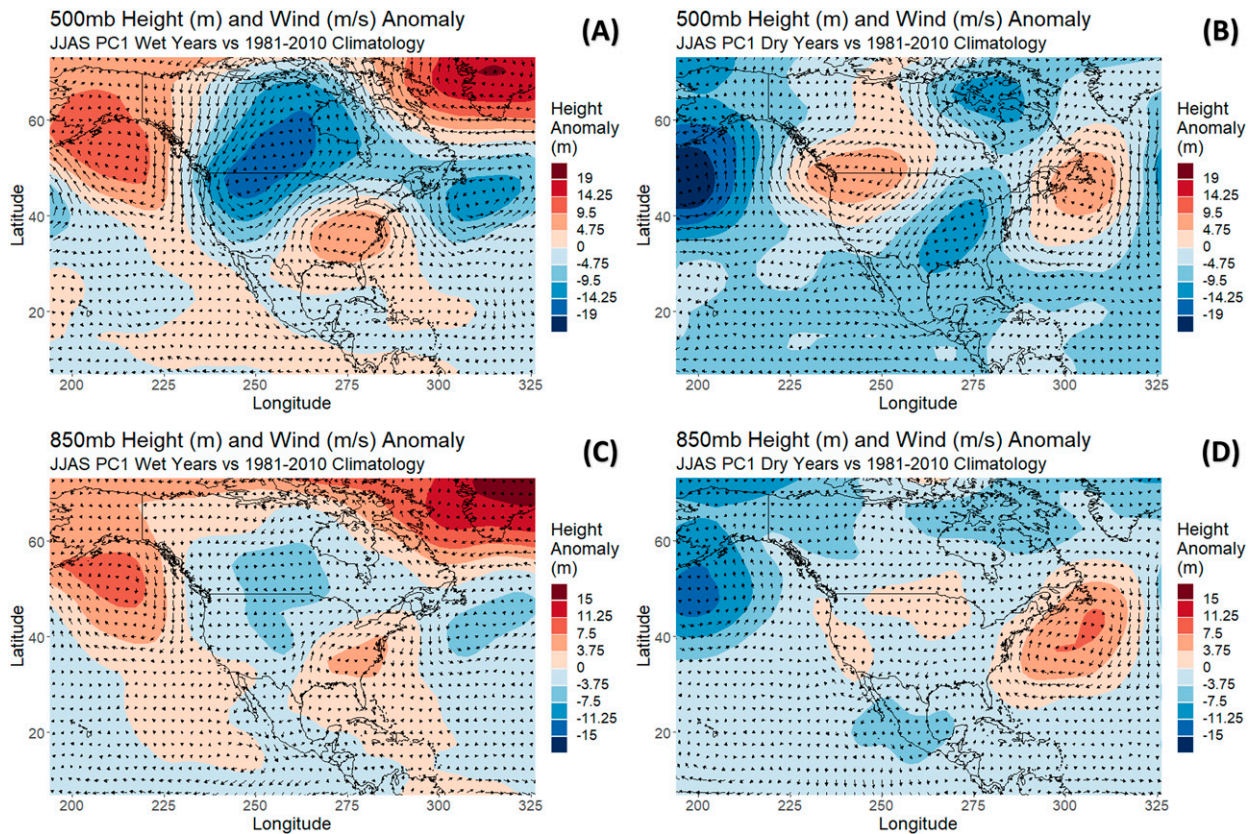 500mb Height (m) and Wind (m/s) Anomaly
JJAS PC1 Wet Years vs 1981-2010 Climatology
(A)
Latitude
60
40
20
200 225 250 275 300 325
Longitude
Height
Anomaly
(m)
19
14.25
9.5
0
-4.75
-9.5
-14.25
-19
500mb Height (m) and Wind (m/s) Anomaly
JJAS PC1 Dry Years vs 1981-2010 Climatology
(B)
Latitude
60
40
20
200 225 250 275 300 325
Longitude
Height
Anomaly
(m)
19
14.25
9.5
0
-4.75
-9.5
-14.25
-19
850mb Height (m) and Wind (m/s) Anomaly
JJAS PC1 Wet Years vs 1981-2010 Climatology
(C)
Latitude
60
40
20
200 225 250 275 300 325
Longitude
Height
Anomaly
(m)
15
11.25
7.5
3.75
0
-3.75
-7.5
-11.25
-15
850mb Height (m) and Wind (m/s) Anomaly
JJAS PC1 Dry Years vs 1981-2010 Climatology
(D)
Latitude
60
40
20
200 225 250 275 300 325
Longitude
Height
Anomaly
(m)
15
11.25
7.5
3.75
0
-3.75
-7.5
-11.25
-15